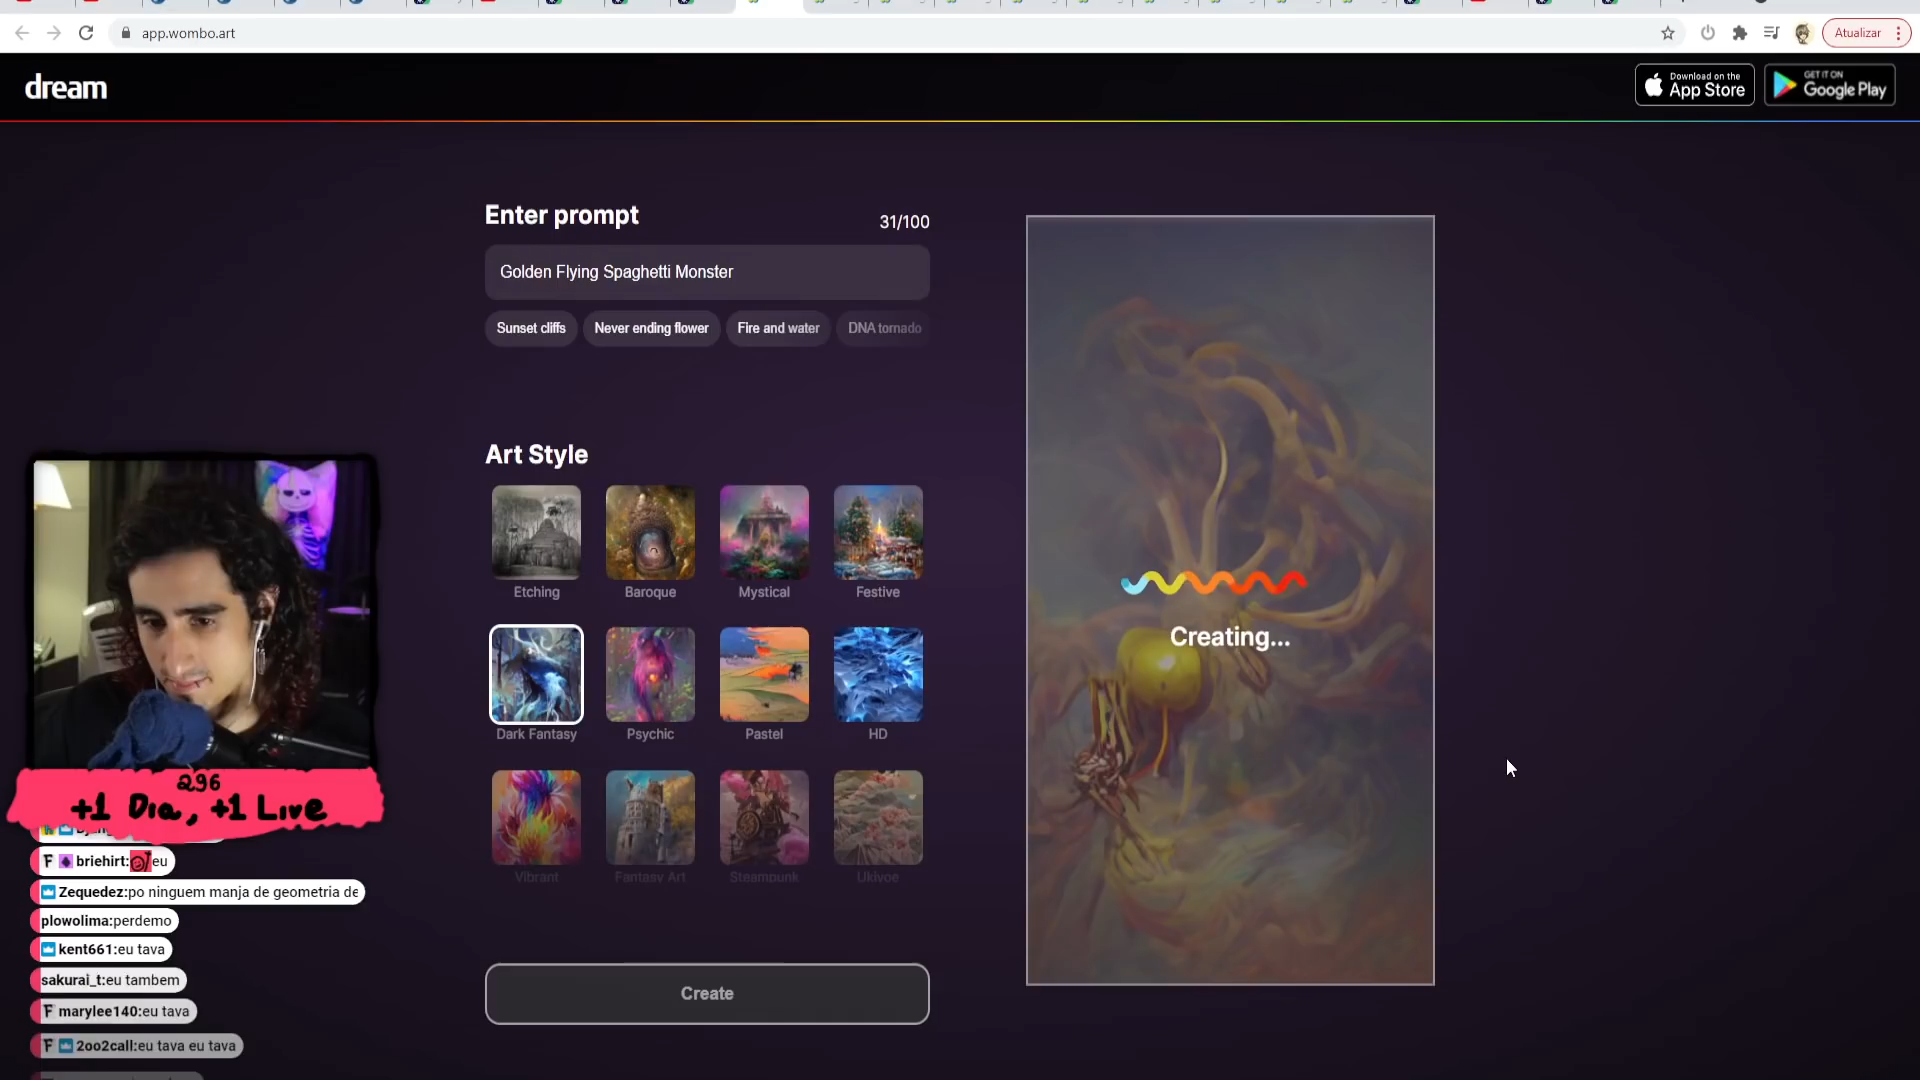 app.wombo.art
Atualizar
dream
Download on the
App Store
GET IT ON
Google Play
Enter prompt
31/100
Golden Flying Spaghetti Monster
Sunset cliffs
Never ending flower
Fire and water
DNA tornado
Art Style
Etching
Baroque
Mystical
Festive
Dark Fantasy
Psychic
Pastel
HD
Vibrant
Fantasy Art
Steampunk
Ukiyoe
Create
Creating...
296
+1 Dia, +1 Live
briehirt: eu
Zequedez:po ninguem manja de geometria de
plowolima:perdemo
kent661:eu tava
sakurai_t:eu tambem
marylee140:eu tava
2oo2call:eu tava eu tava